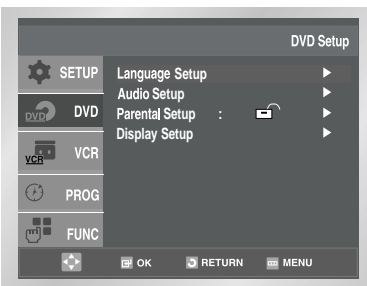 DVD Setup
SETUP
Language Setup
Audio Setup
DVD DVD
Parental Setup :
Display Setup
VCR VCR
PROG
FUNC
OK RETURN MENU